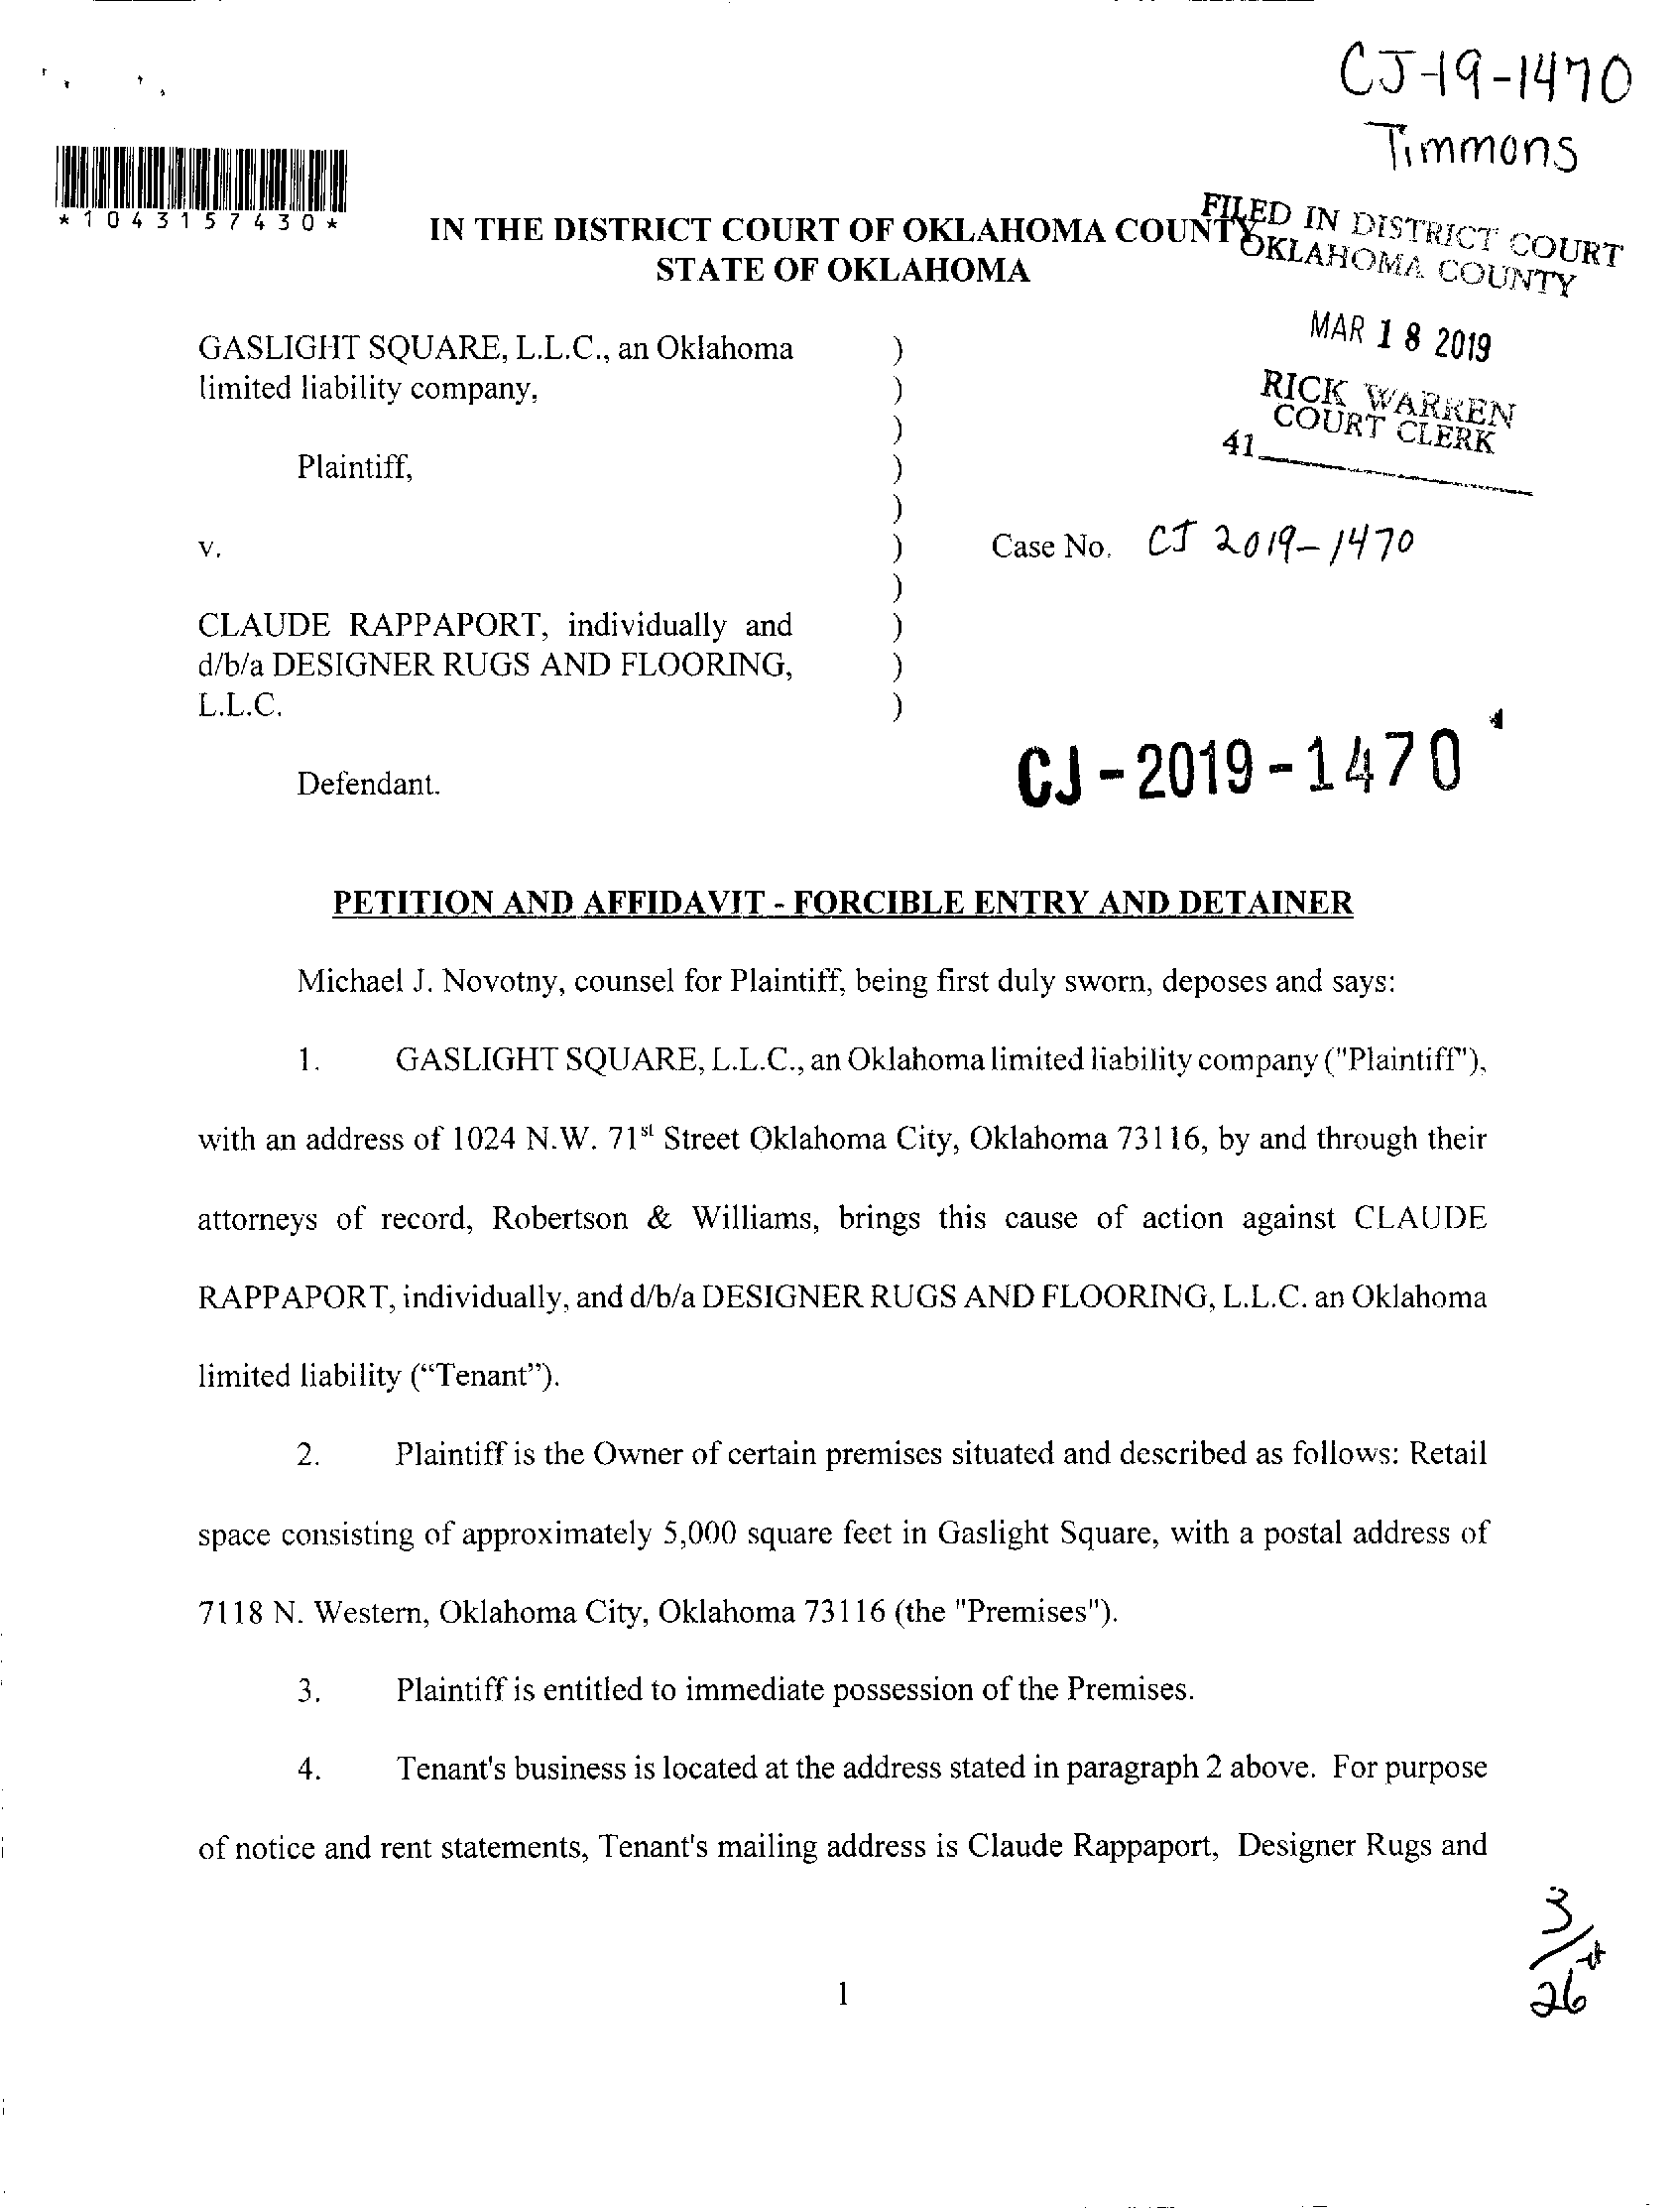 CJ-19-1470
Timmons
*1043157430*
FILED IN DISTRICT COURT
OKLAHOMA COUNTY
IN THE DISTRICT COURT OF OKLAHOMA COUNTY
STATE OF OKLAHOMA
MAR 18 2019
RICK WARREN
COURT CLERK
41
GASLIGHT SQUARE, L.L.C., an Oklahoma )
limited liability company, )
)
Plaintiff, )
)
v. ) Case No. CJ 2019-1470
)
CLAUDE RAPPAPORT, individually and )
d/b/a DESIGNER RUGS AND FLOORING, )
L.L.C. )
Defendant.
CJ-2019-1470
PETITION AND AFFIDAVIT - FORCIBLE ENTRY AND DETAINER
Michael J. Novotny, counsel for Plaintiff, being first duly sworn, deposes and says:
1. GASLIGHT SQUARE, L.L.C., an Oklahoma limited liability company ("Plaintiff"),
with an address of 1024 N.W. 71st Street Oklahoma City, Oklahoma 73116, by and through their
attorneys of record, Robertson & Williams, brings this cause of action against CLAUDE
RAPPAPORT, individually, and d/b/a DESIGNER RUGS AND FLOORING, L.L.C. an Oklahoma
limited liability (“Tenant”).
2. Plaintiff is the Owner of certain premises situated and described as follows: Retail
space consisting of approximately 5,000 square feet in Gaslight Square, with a postal address of
7118 N. Western, Oklahoma City, Oklahoma 73116 (the "Premises").
3. Plaintiff is entitled to immediate possession of the Premises.
4. Tenant's business is located at the address stated in paragraph 2 above. For purpose
of notice and rent statements, Tenant's mailing address is Claude Rappaport, Designer Rugs and
3/26
1